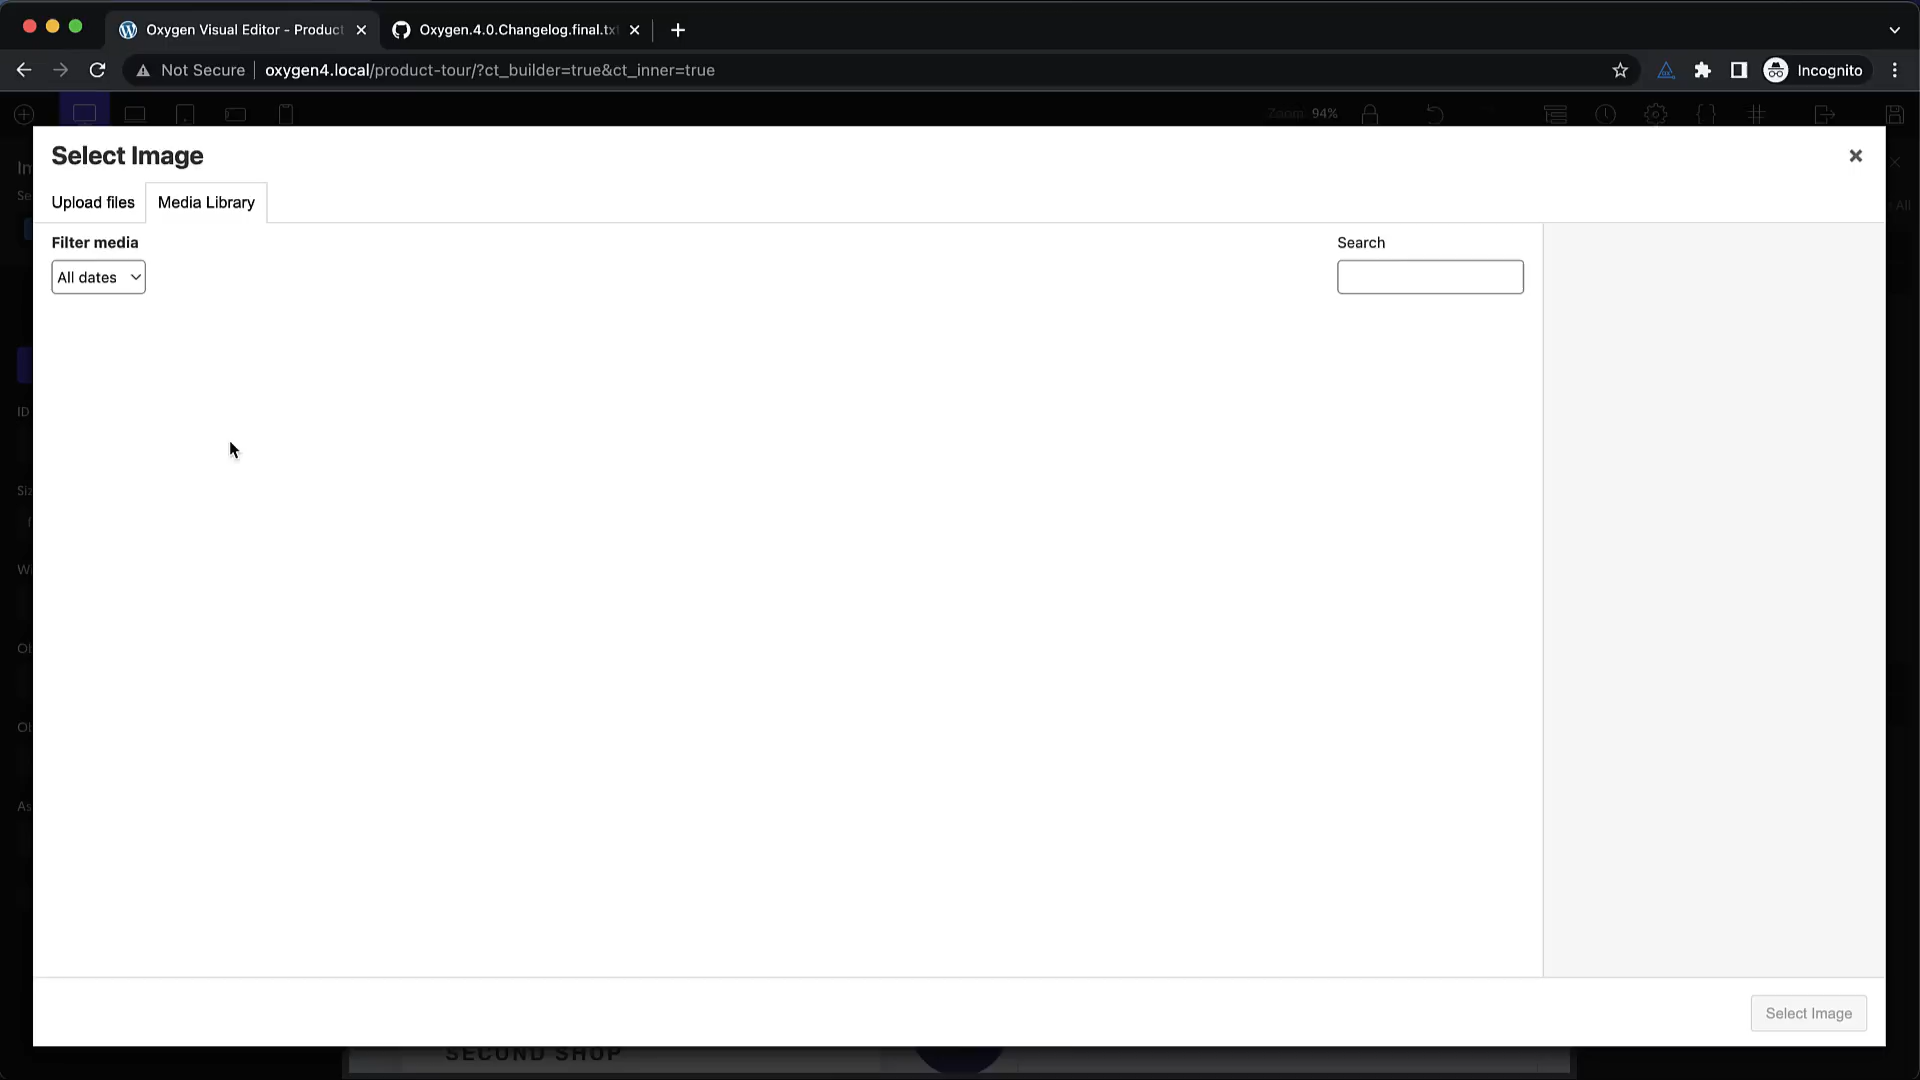 Oxygen Visual Editor - Product
Oxygen.4.0.Changelog.final.tx
Not Secure
oxygen4.local/product-tour/?ct_builder=true&ct_inner=true
Incognito
Zoom 94%
Select Image
Upload files
Media Library
Filter media
Search
All dates
All
ID
Select Image
SECOND SHOP